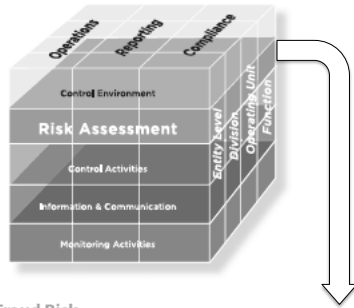 Operations
Reporting
Compliance
Control Environment
Risk Assessment
Control Activities
Information & Communication
Monitoring Activities
Entity Level
Division
Operating Unit
Function